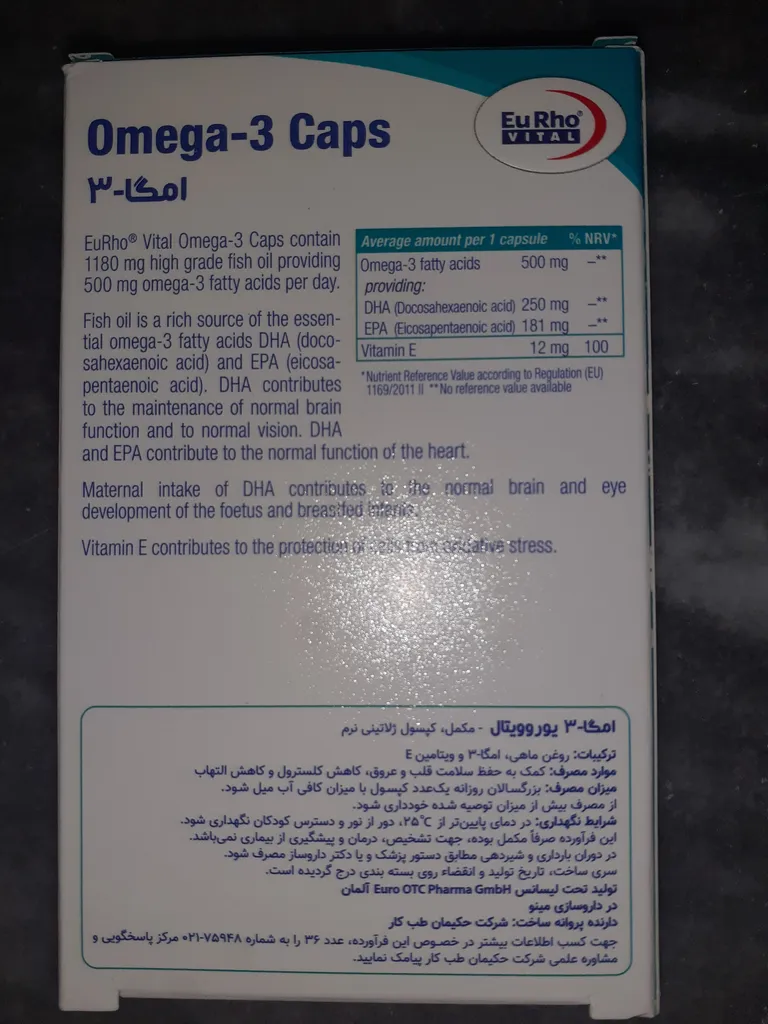 Omega-3 Caps
امگا-۳
EuRho®
VITAL
EuRho® Vital Omega-3 Caps contain
1180 mg high grade fish oil providing
500 mg omega-3 fatty acids per day.
Fish oil is a rich source of the essen-
tial omega-3 fatty acids DHA (doco-
sahexaenoic acid) and EPA (eicosa-
pentaenoic acid). DHA contributes
to the maintenance of normal brain
function and to normal vision. DHA
and EPA contribute to the normal function of the heart.
Average amount per 1 capsule % NRV*
Omega-3 fatty acids 500 mg –**
providing:
DHA (Docosahexaenoic acid) 250 mg –**
EPA (Eicosapentaenoic acid) 181 mg –**
Vitamin E 12 mg 100
*Nutrient Reference Value according to Regulation (EU)
1169/2011 // **No reference value available
Maternal intake of DHA contributes to the normal brain and eye
development of the foetus and breastfed infants.
Vitamin E contributes to the protection of cells from oxidative stress.
امگا-۳ یوروویتال - مکمل، کپسول ژلاتینی نرم
ترکیبات: روغن ماهی، امگا-۳ و ویتامین E
موارد مصرف: کمک به حفظ سلامت قلب و عروق، کاهش کلسترول و کاهش التهاب
میزان مصرف: بزرگسالان روزانه یک‌عدد کپسول با میزان کافی آب میل شود.
از مصرف بیش از میزان توصیه شده خودداری شود.
شرایط نگهداری: در دمای پایین‌تر از ۲۵°C، دور از نور و دسترس کودکان نگهداری شود.
این فرآورده صرفاً مکمل بوده، جهت تشخیص، درمان و پیشگیری از بیماری نمی‌باشد.
در دوران بارداری و شیردهی مطابق دستور پزشک و یا دکتر داروساز مصرف شود.
سری ساخت، تاریخ تولید و انقضاء روی بسته بندی درج گردیده است.
تولید تحت لیسانس Euro OTC Pharma GmbH آلمان
در داروسازی مینو
دارنده پروانه ساخت: شرکت حکیمان طب کار
جهت کسب اطلاعات بیشتر در خصوص این فرآورده، عدد ۳۶ را به شماره ۷۵۹۴۸-۰۲۱ مرکز پاسخگویی و
مشاوره علمی شرکت حکیمان طب کار پیامک نمایید.